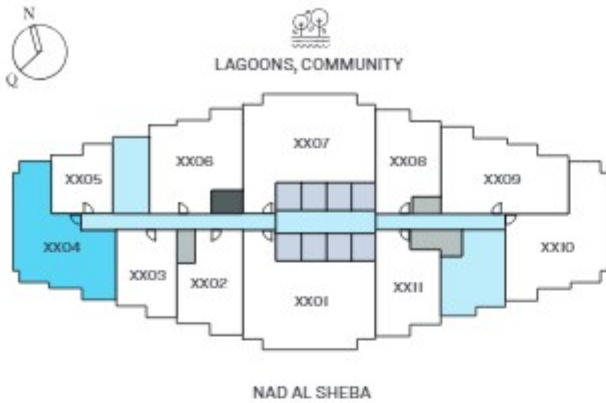 N
Q
LAGOONS, COMMUNITY
XX07
XX06
XX08
XX05
XX09
XX04
XX10
XX03
XX02
XX01
XX11
NAD AL SHEBA